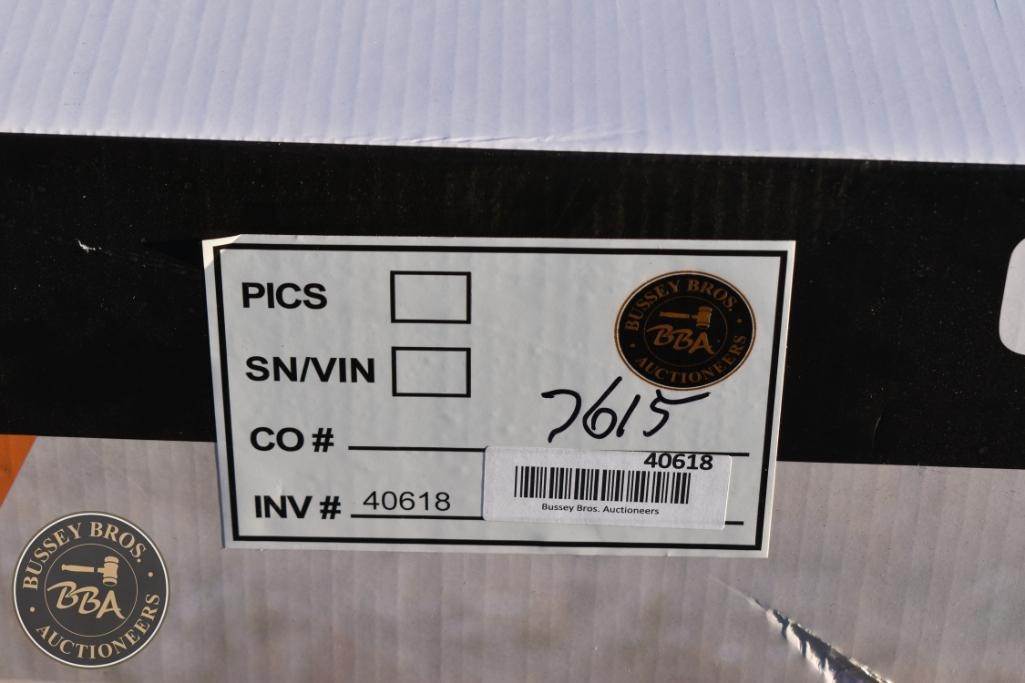 PICS
BUSSEY BROS.
BBA
AUCTIONEERS
SN/VIN
CO #
7615
INV # 40618
40618
Bussey Bros. Auctioneers
BUSSEY BROS.
BBA
AUCTIONEERS